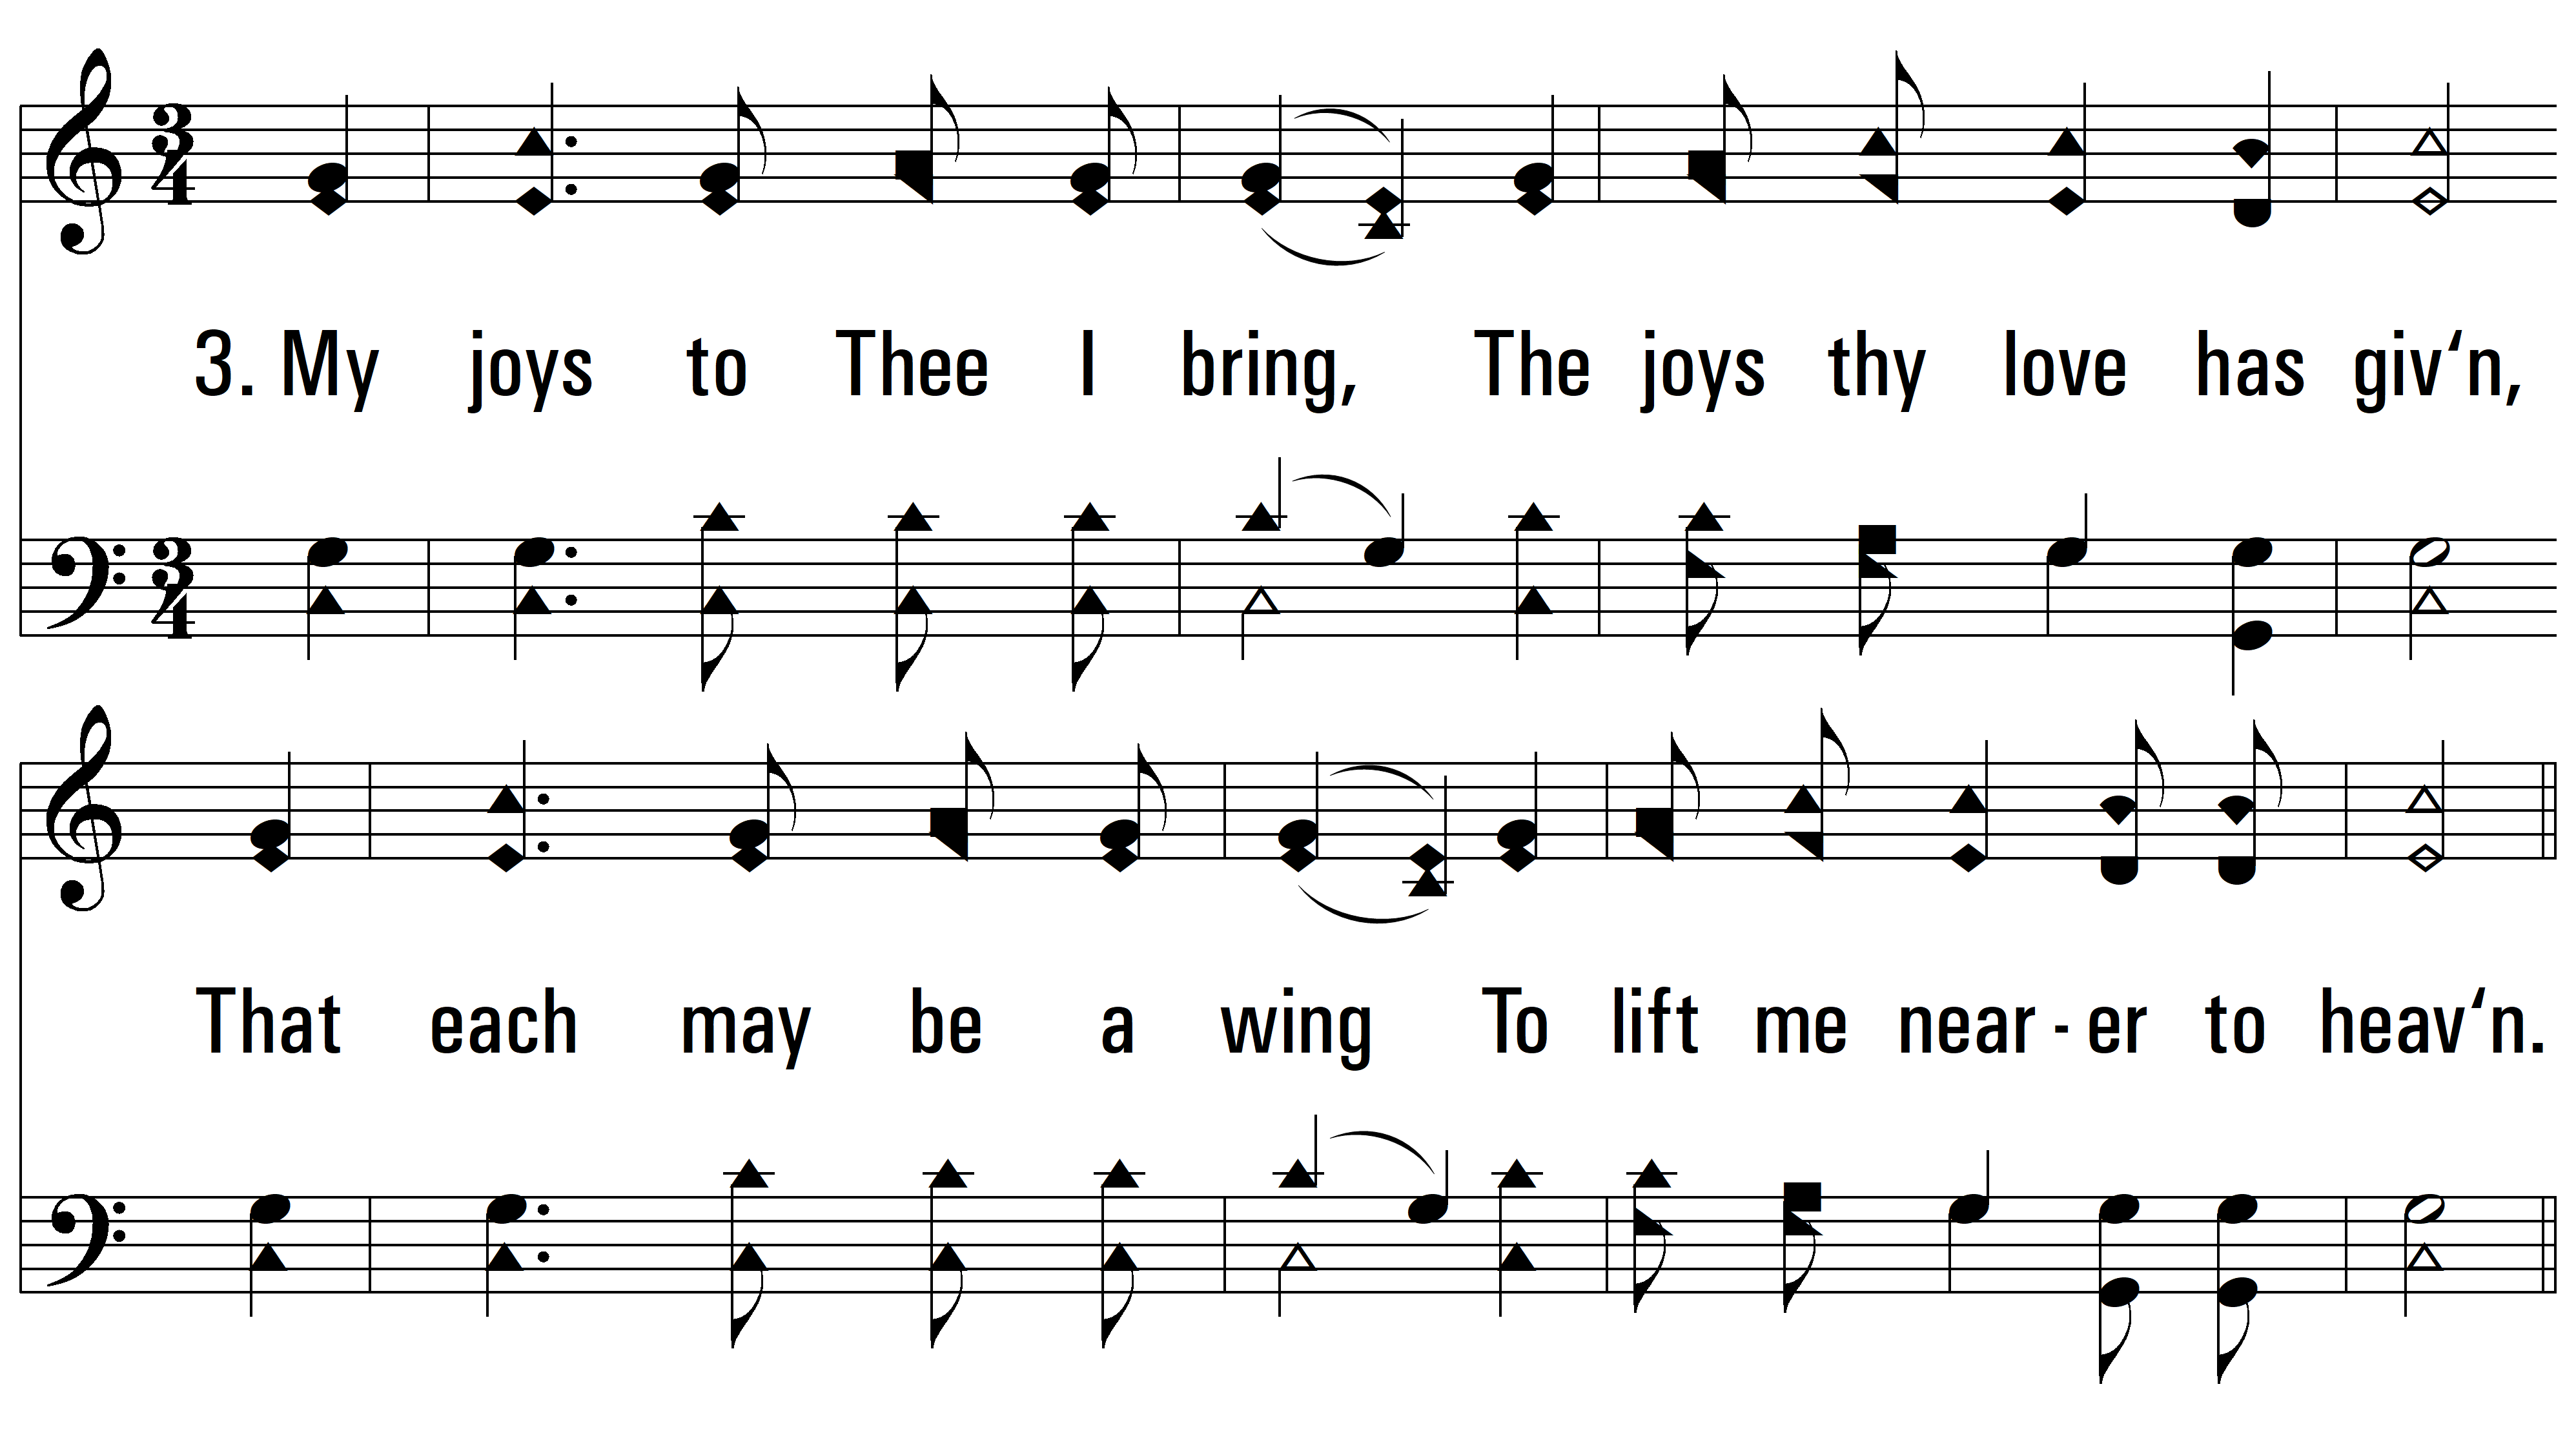 3. My joys to Thee I bring, The joys thy love has giv‘n,
That each may be a wing To lift me near - er to heav‘n.